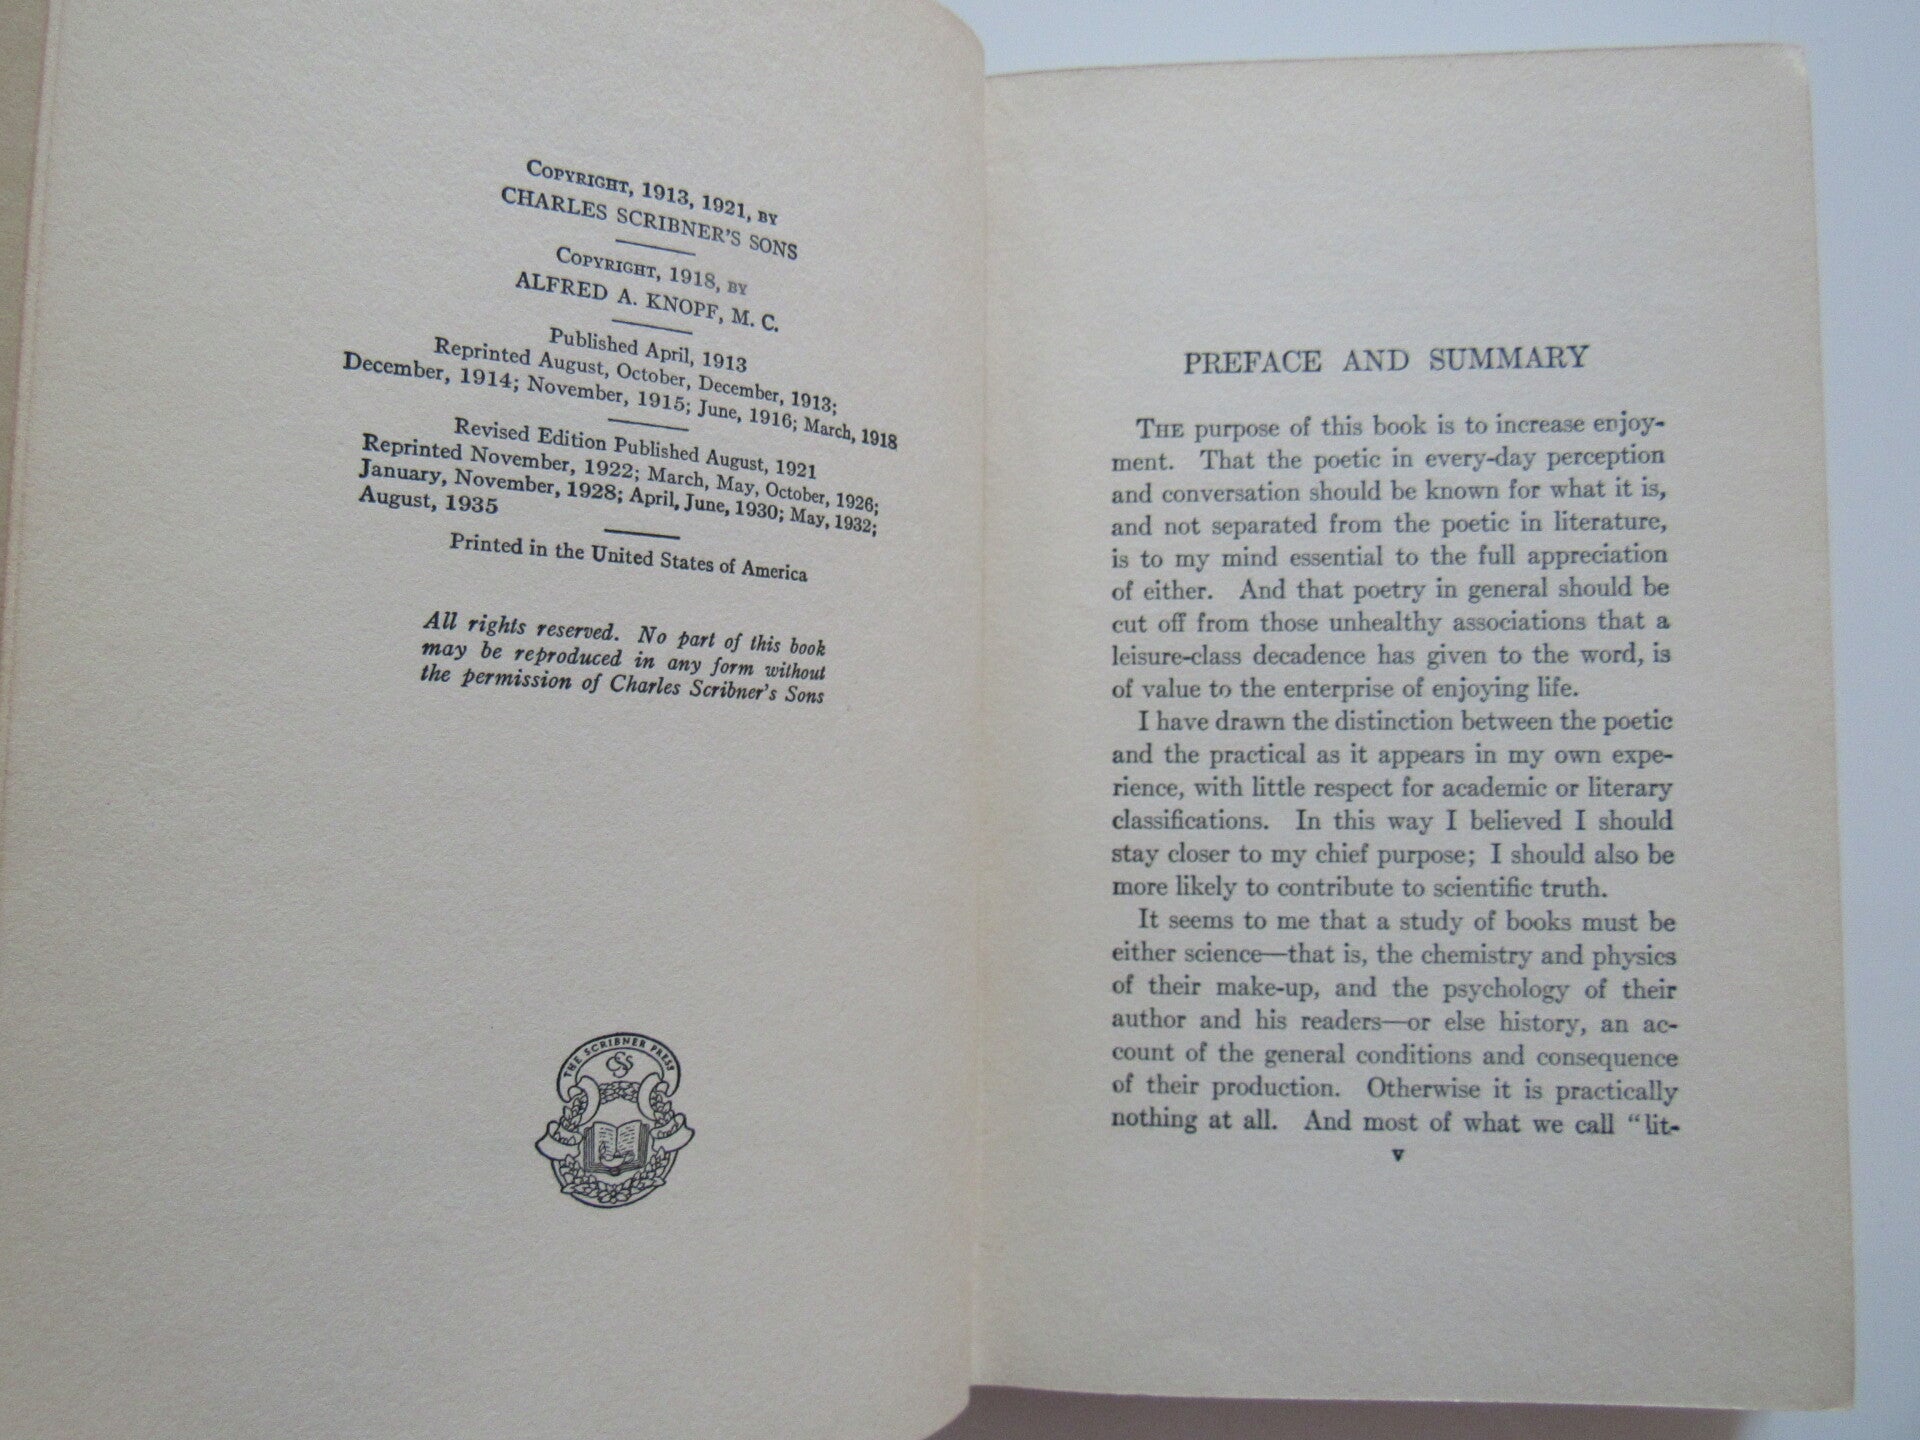 COPYRIGHT, 1913, 1921, BY
CHARLES SCRIBNER'S SONS
COPYRIGHT, 1918, BY
ALFRED A. KNOPF, M. C.
Published April, 1913
Reprinted August, October, December, 1913;
December, 1914; November, 1915; June, 1916; March, 1918
Revised Edition Published August, 1921
Reprinted November, 1922; March, May, October, 1926;
January, November, 1928; April, June, 1930; May, 1932;
August, 1935
Printed in the United States of America
All rights reserved. No part of this book
may be reproduced in any form without
the permission of Charles Scribner's Sons
THE SCRIBNER PRESS
CSS
PREFACE AND SUMMARY
THE purpose of this book is to increase enjoy-
ment. That the poetic in every-day perception
and conversation should be known for what it is,
and not separated from the poetic in literature,
is to my mind essential to the full appreciation
of either. And that poetry in general should be
cut off from those unhealthy associations that a
leisure-class decadence has given to the word, is
of value to the enterprise of enjoying life.
I have drawn the distinction between the poetic
and the practical as it appears in my own expe-
rience, with little respect for academic or literary
classifications. In this way I believed I should
stay closer to my chief purpose; I should also be
more likely to contribute to scientific truth.
It seems to me that a study of books must be
either science—that is, the chemistry and physics
of their make-up, and the psychology of their
author and his readers—or else history, an ac-
count of the general conditions and consequence
of their production. Otherwise it is practically
nothing at all. And most of what we call "lit-
v